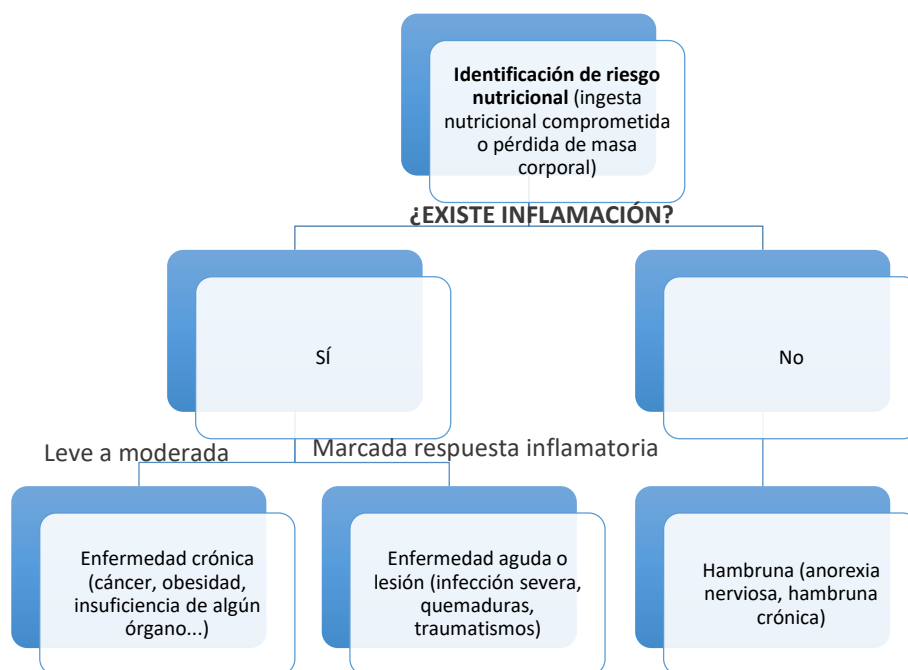 Identificación de riesgo
nutricional (ingesta
nutricional comprometida
o pérdida de masa
corporal)
¿EXISTE INFLAMACIÓN?
SÍ
No
Leve a moderada
Marcada respuesta inflamatoria
Enfermedad crónica
(cáncer, obesidad,
insuficiencia de algún
órgano...)
Enfermedad aguda o
lesión (infección severa,
quemaduras,
traumatismos)
Hambruna (anorexia
nerviosa, hambruna
crónica)